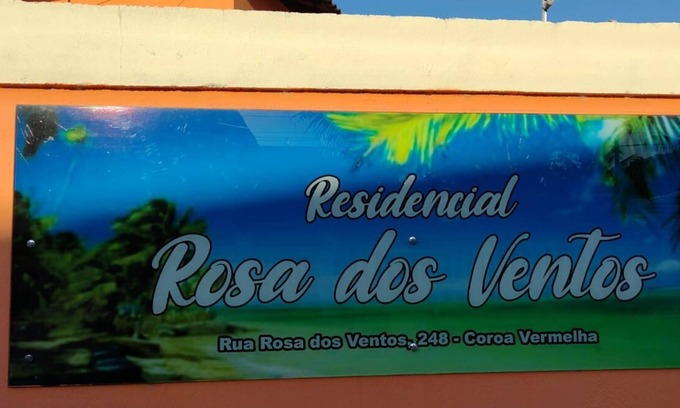 Residencial
Rosa dos Ventos
Rua Rosa dos Ventos, 248 - Coroa Vermelha